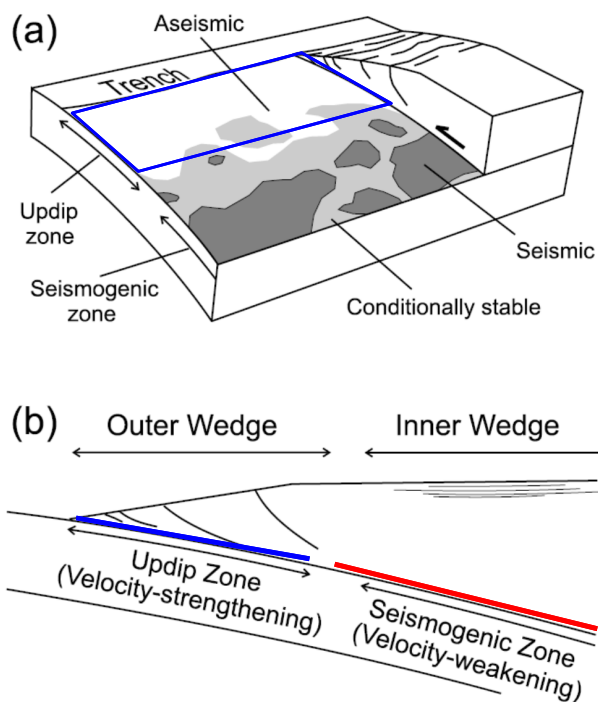 (a)
Aseismic
Trench
Updip
zone
Seismogenic
zone
Seismic
Conditionally stable
(b)
Outer Wedge
Inner Wedge
Updip Zone
(Velocity-strengthening)
Seismogenic Zone
(Velocity-weakening)